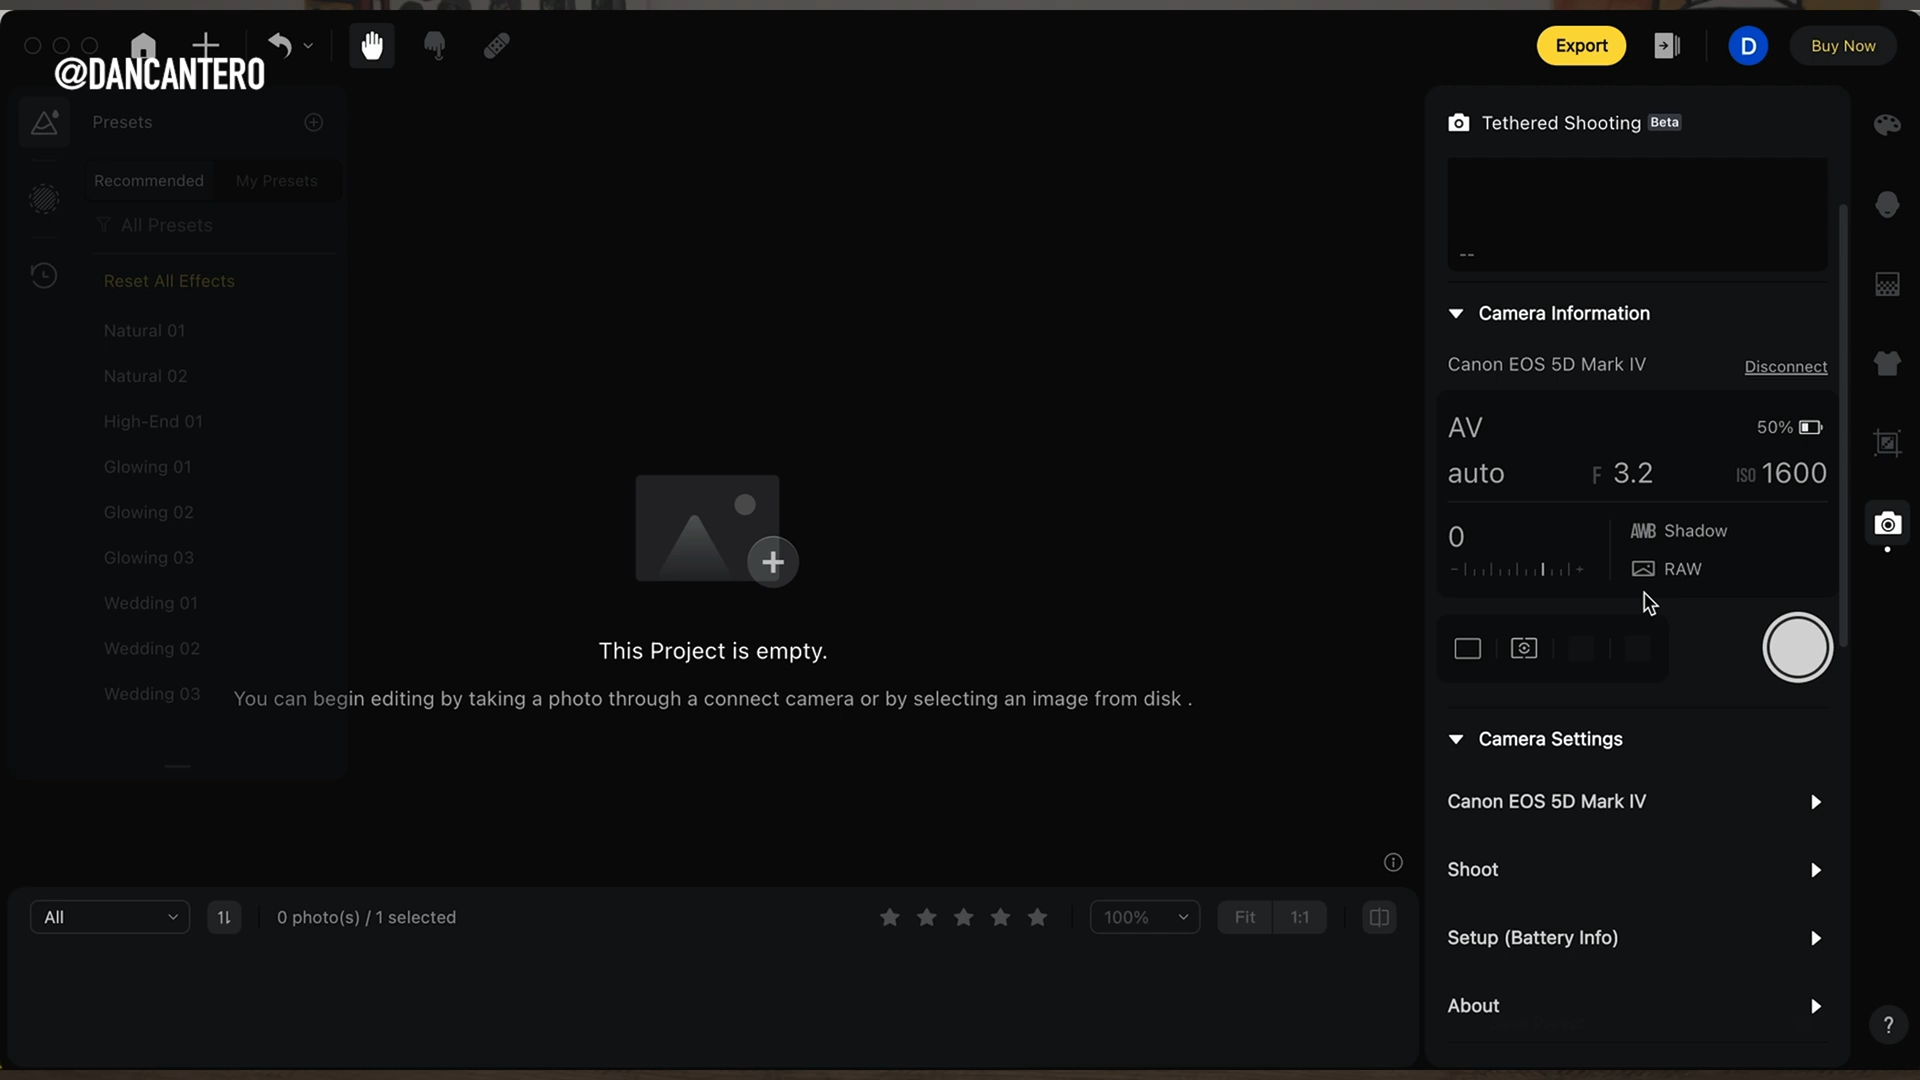 @DANCANTERO
Export
D
Buy Now
Presets
Recommended
My Presets
All Presets
Reset All Effects
Natural 01
Natural 02
High-End 01
Glowing 01
Glowing 02
Glowing 03
Wedding 01
Wedding 02
Wedding 03
This Project is empty.
You can begin editing by taking a photo through a connect camera or by selecting an image from disk .
All
0 photo(s) / 1 selected
100%
Fit
1:1
Tethered Shooting Beta
--
Camera Information
Canon EOS 5D Mark IV
Disconnect
AV
50%
auto
F 3.2
ISO 1600
0
AWB Shadow
- +
RAW
Camera Settings
Canon EOS 5D Mark IV
Shoot
Setup (Battery Info)
About
?